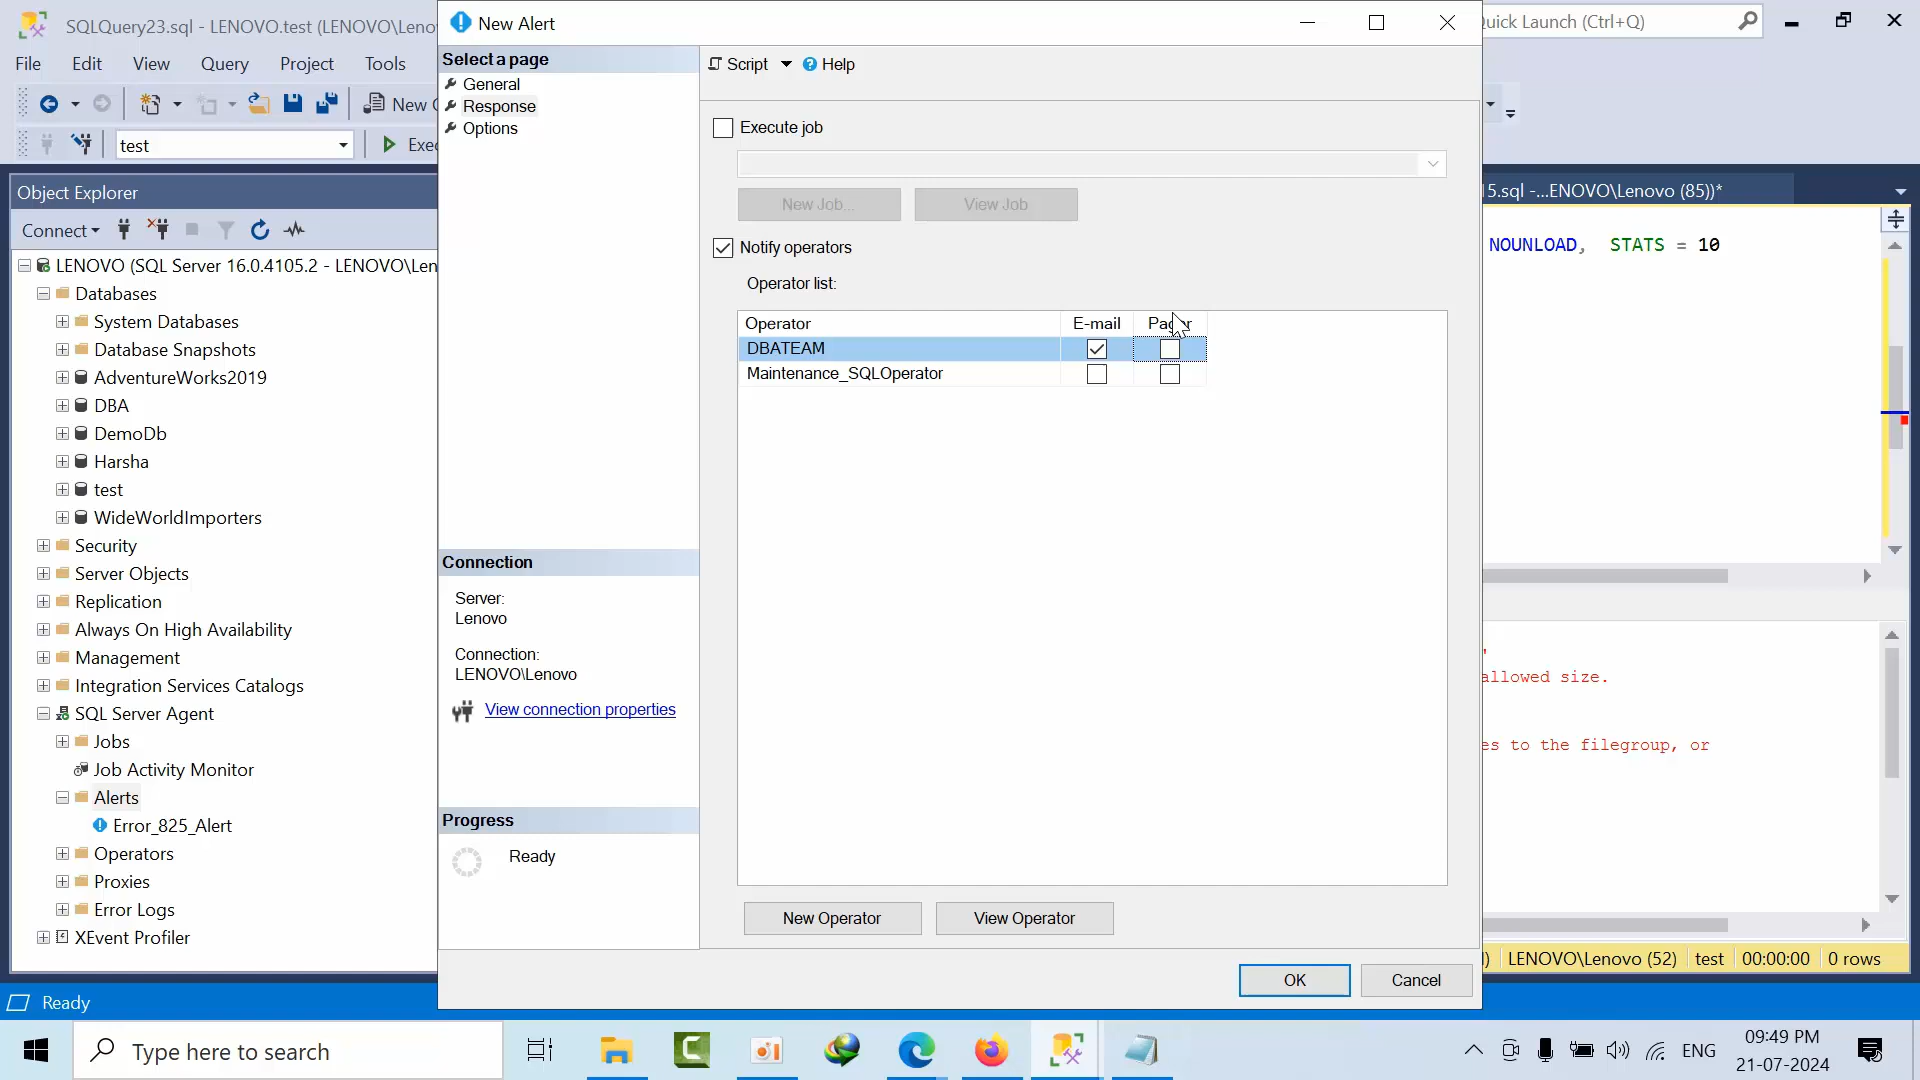 SQLQuery23.sql - LENOVO.test (LENOVO\Leno
New Alert
Quick Launch (Ctrl+Q)
File Edit View Query Project Tools
New
test
Exec
Object Explorer
Connect
LENOVO (SQL Server 16.0.4105.2 - LENOVO\Len
Databases
System Databases
Database Snapshots
AdventureWorks2019
DBA
DemoDb
Harsha
test
WideWorldImporters
Security
Server Objects
Replication
Always On High Availability
Management
Integration Services Catalogs
SQL Server Agent
Jobs
Job Activity Monitor
Alerts
Error_825_Alert
Operators
Proxies
Error Logs
XEvent Profiler
Select a page
General
Response
Options
Connection
Server:
Lenovo
Connection:
LENOVO\Lenovo
View connection properties
Progress
Ready
Script Help
Execute job
New Job... View Job
Notify operators
Operator list:
Operator E-mail Pager
DBATEAM
Maintenance_SQLOperator
New Operator View Operator
OK Cancel
15.sql -...ENOVO\Lenovo (85))*
NOUNLOAD, STATS = 10
allowed size.
es to the filegroup, or
LENOVO\Lenovo (52) test 00:00:00 0 rows
Ready
Type here to search
ENG
09:49 PM
21-07-2024